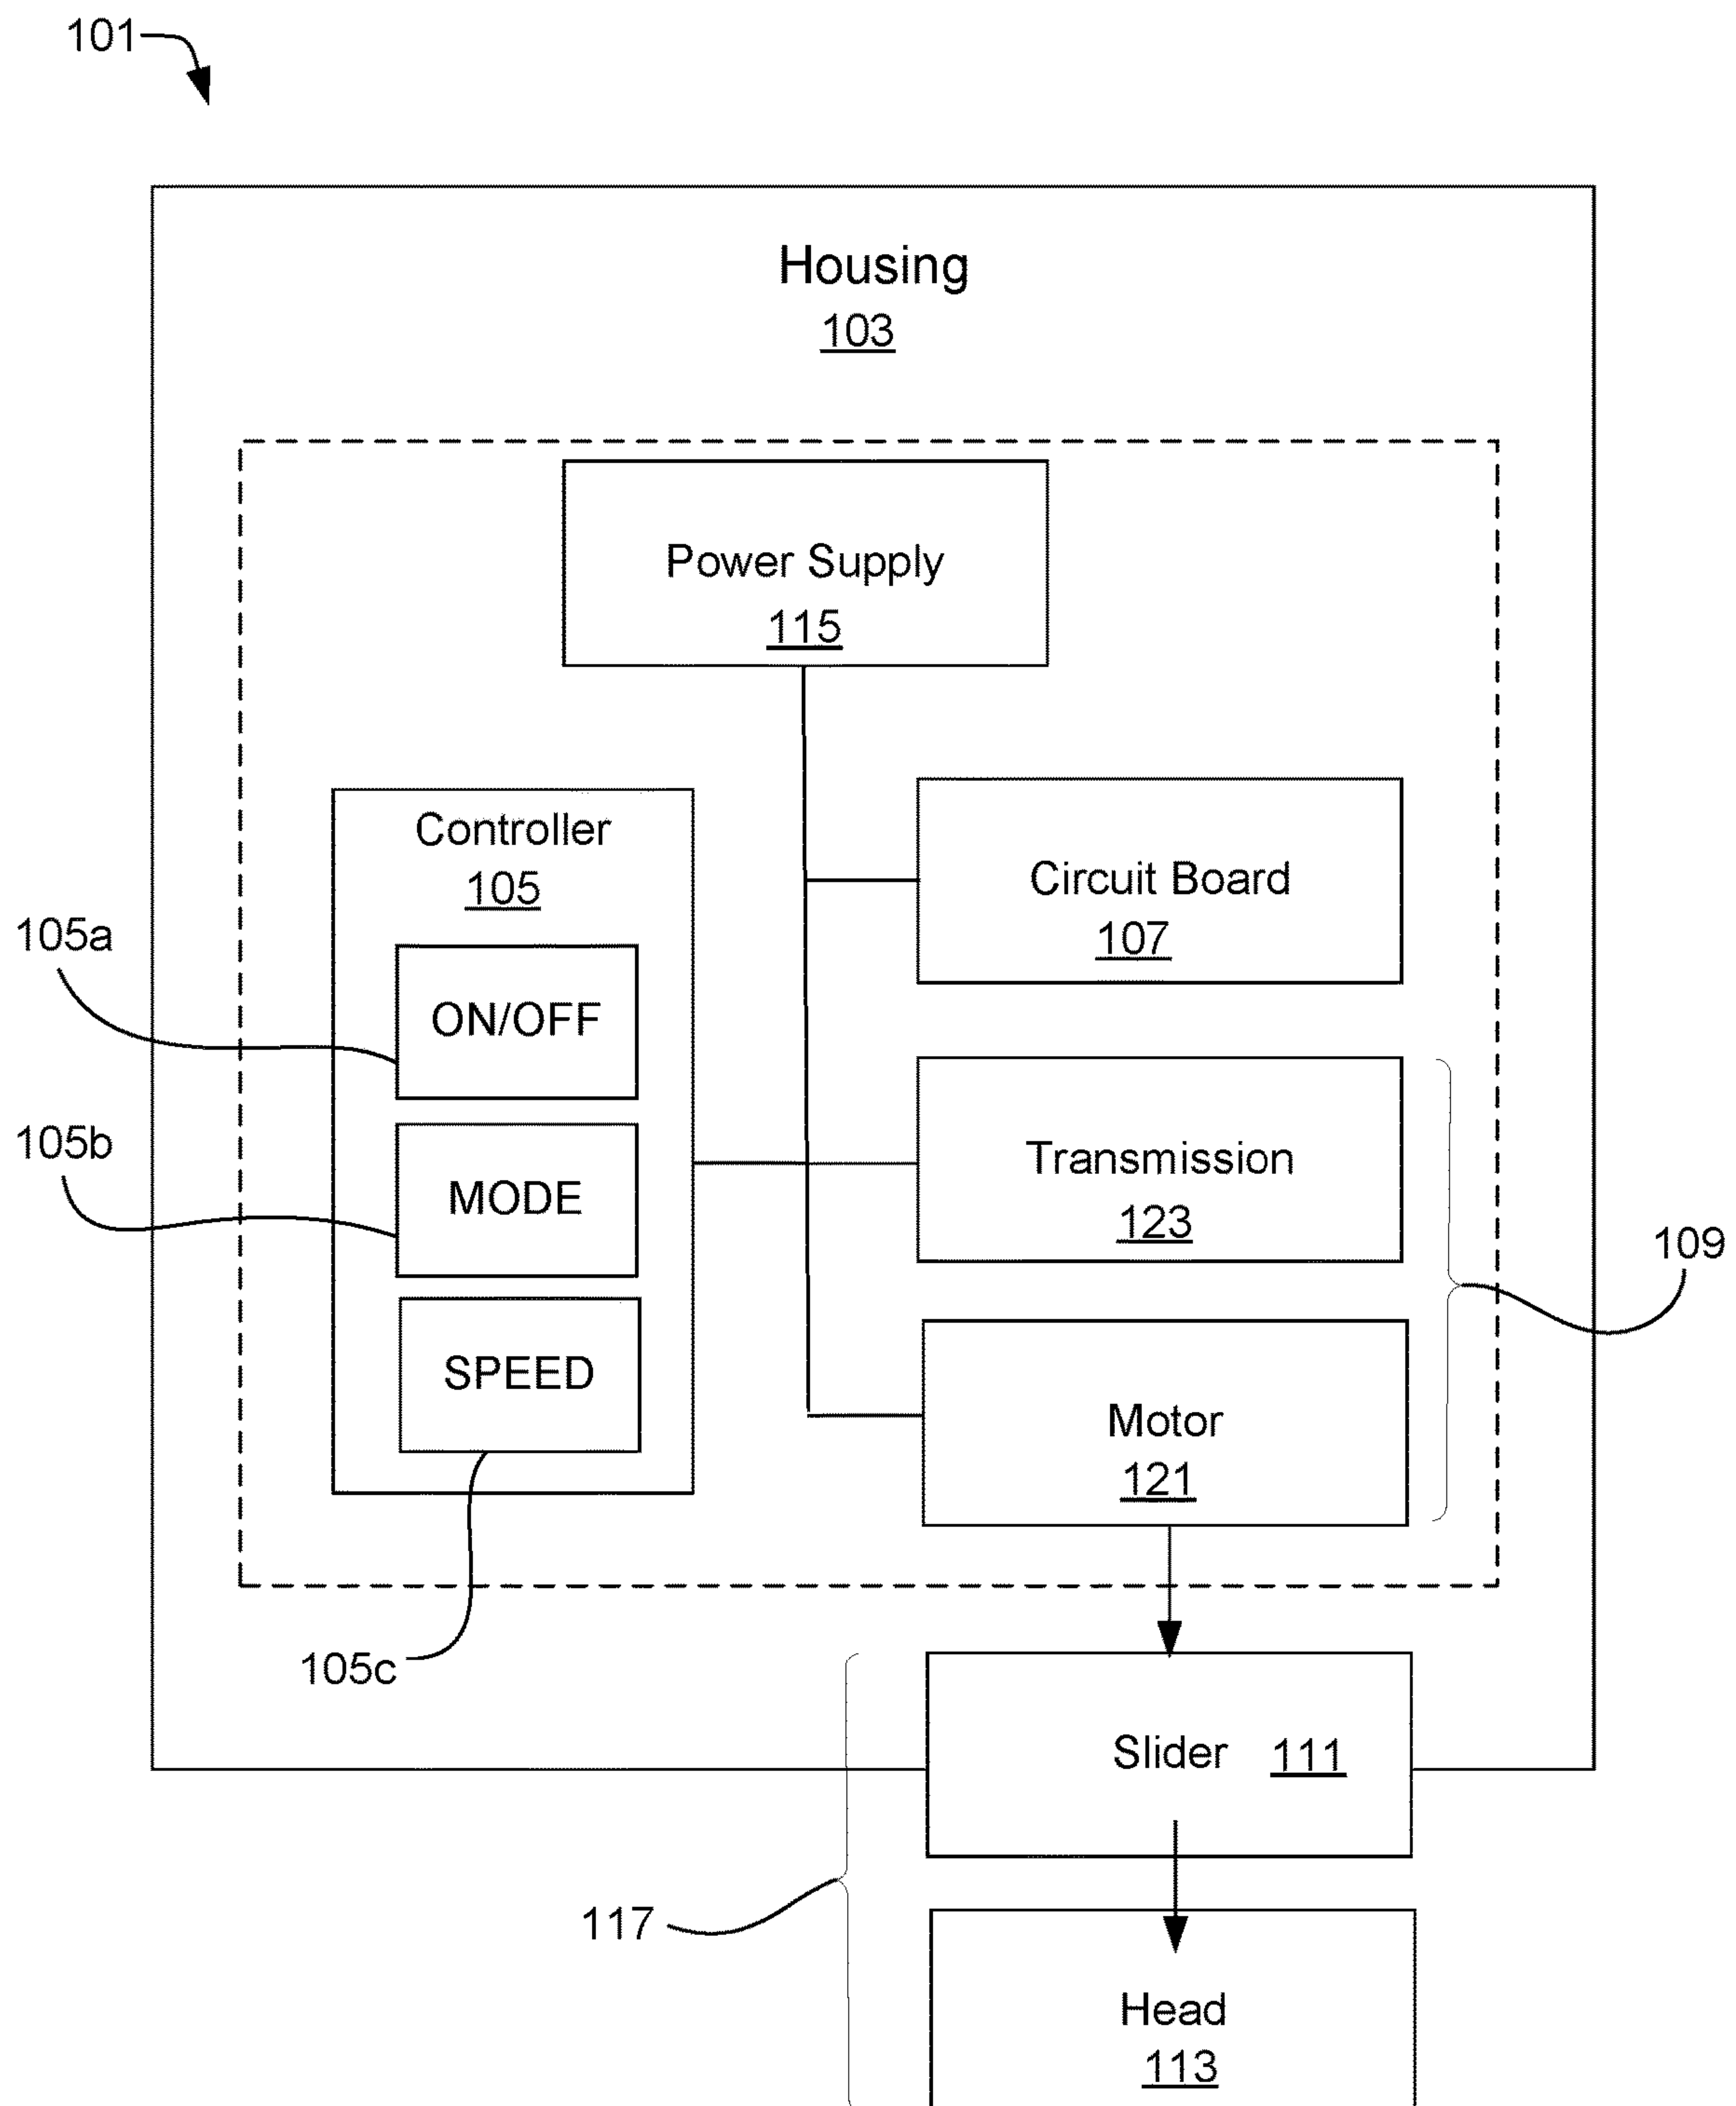 101
Housing
103
Power Supply
115
Controller
105
Circuit Board
107
105a
ON/OFF
105b
MODE
Transmission
123
109
SPEED
Motor
121
105c
Slider 111
117
Head
113